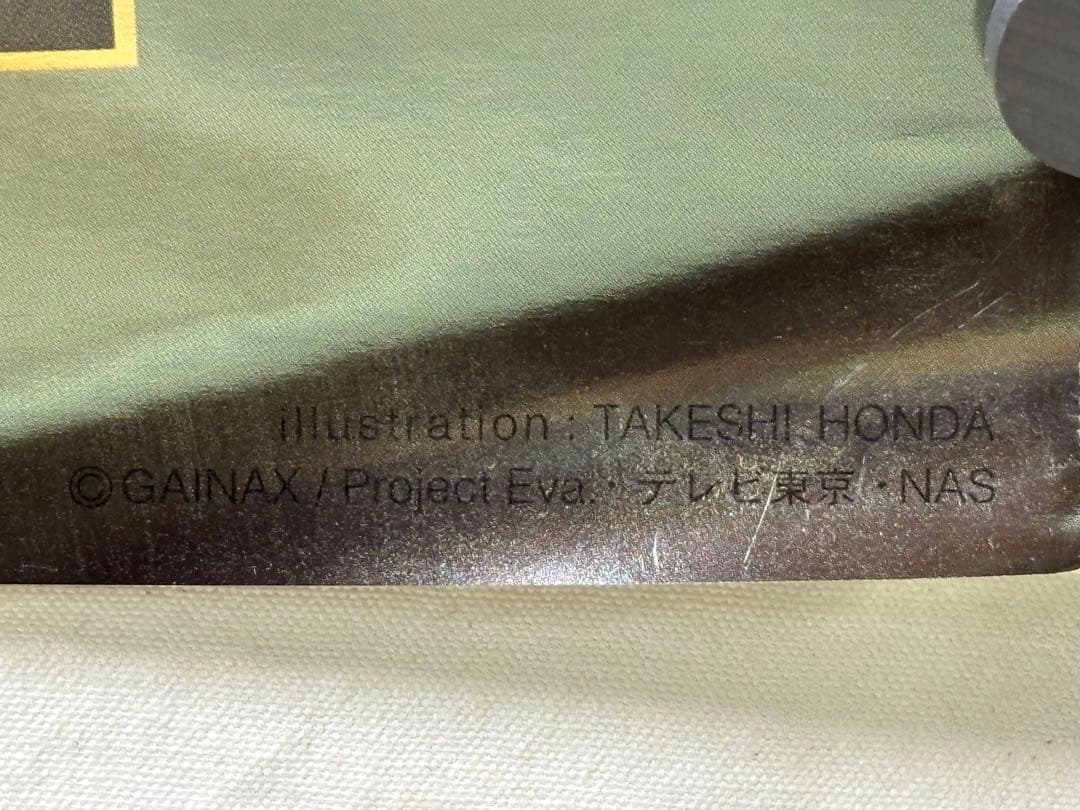 illustration : TAKESHI HONDA
©GAINAX / Project Eva.・テレビ東京・NAS